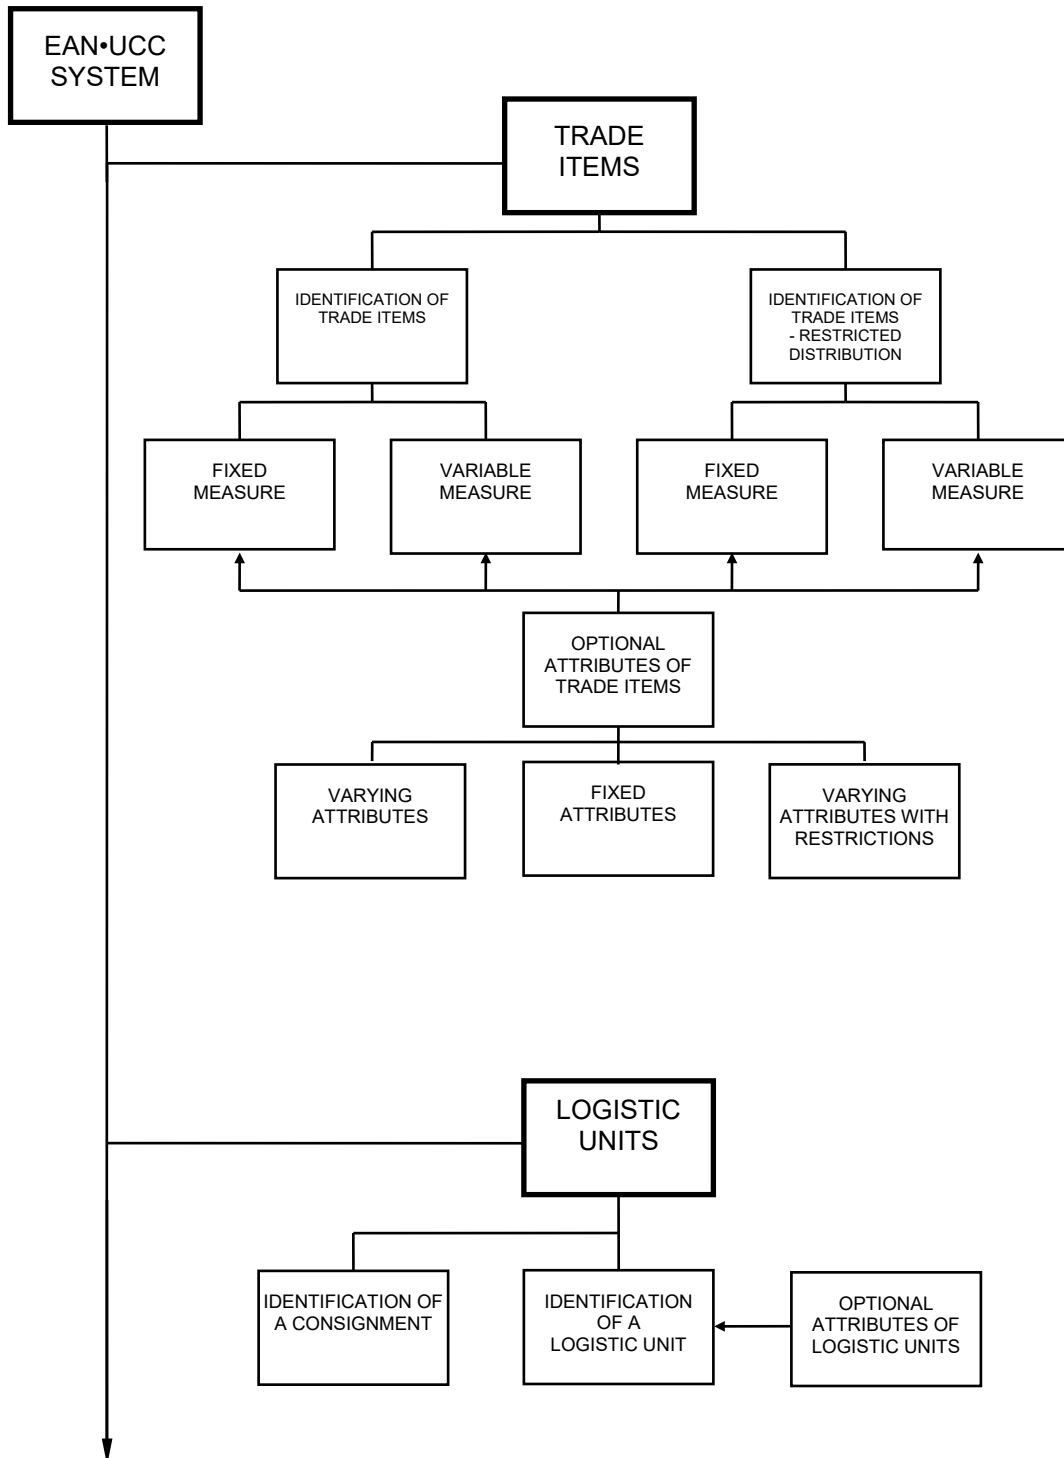 EAN•UCC
SYSTEM
TRADE
ITEMS
IDENTIFICATION OF
TRADE ITEMS
IDENTIFICATION OF
TRADE ITEMS
- RESTRICTED
DISTRIBUTION
FIXED
MEASURE
VARIABLE
MEASURE
FIXED
MEASURE
VARIABLE
MEASURE
OPTIONAL
ATTRIBUTES OF
TRADE ITEMS
VARYING
ATTRIBUTES
FIXED
ATTRIBUTES
VARYING
ATTRIBUTES WITH
RESTRICTIONS
LOGISTIC
UNITS
IDENTIFICATION OF
A CONSIGNMENT
IDENTIFICATION
OF A
LOGISTIC UNIT
OPTIONAL
ATTRIBUTES OF
LOGISTIC UNITS